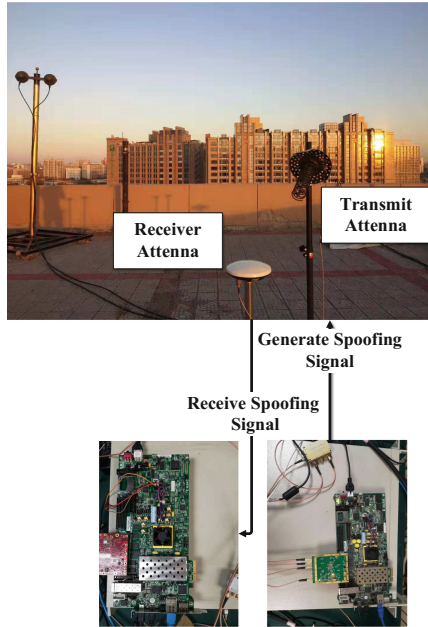 Receiver
Attenna
Transmit
Attenna
Generate Spoofing
Signal
Receive Spoofing
Signal